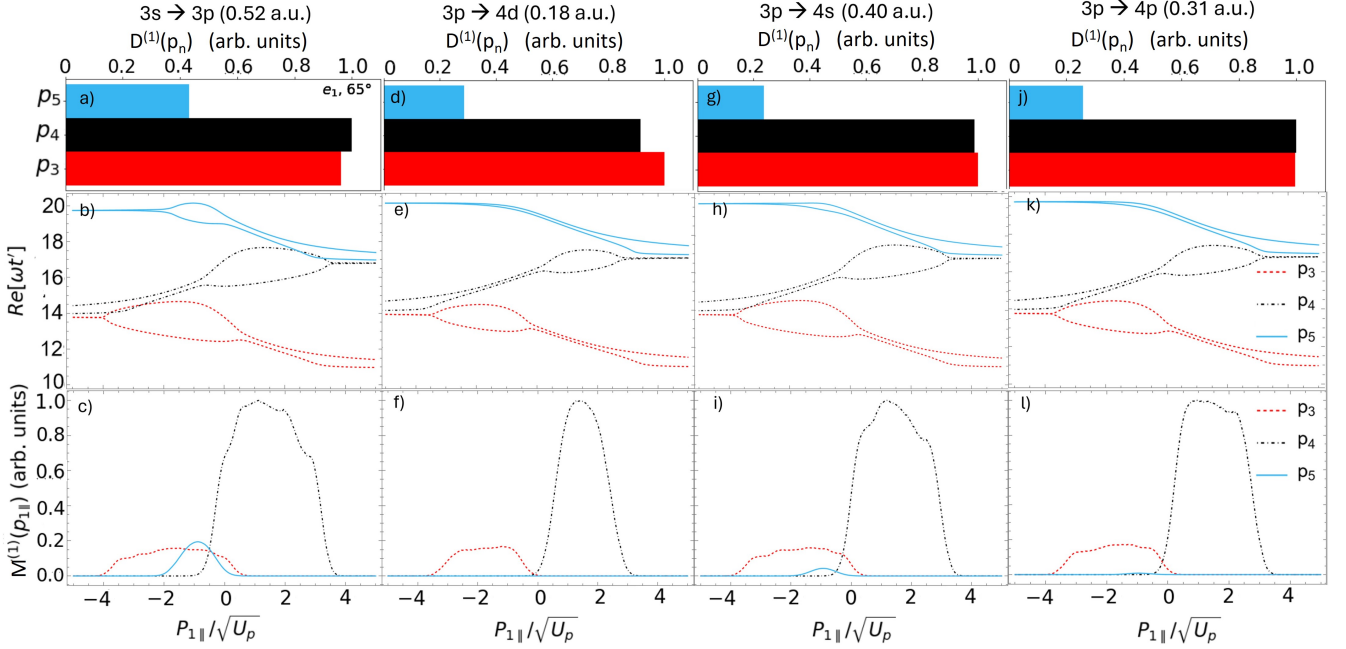 3s → 3p (0.52 a.u.)
3p → 4d (0.18 a.u.)
3p → 4s (0.40 a.u.)
3p → 4p (0.31 a.u.)
D⁽¹⁾(pₙ) (arb. units)
D⁽¹⁾(pₙ) (arb. units)
D⁽¹⁾(pₙ) (arb. units)
D⁽¹⁾(pₙ) (arb. units)
0 0.2 0.4 0.6 0.8 1.0
0 0.2 0.4 0.6 0.8 1.0
0 0.2 0.4 0.6 0.8 1.0
0 0.2 0.4 0.6 0.8 1.0
p₅
p₄
p₃
a)
e₁, 65°
d)
g)
j)
Re[ωt′]
20
18
16
14
12
10
b)
e)
h)
k)
p₃
p₄
p₅
M⁽¹⁾(p₁∥) (arb. units)
1.0
0.8
0.6
0.4
0.2
0.0
c)
f)
i)
l)
p₃
p₄
p₅
−4 −2 0 2 4
−4 −2 0 2 4
−4 −2 0 2 4
−4 −2 0 2 4
P₁∥/√Uₚ
P₁∥/√Uₚ
P₁∥/√Uₚ
P₁∥/√Uₚ